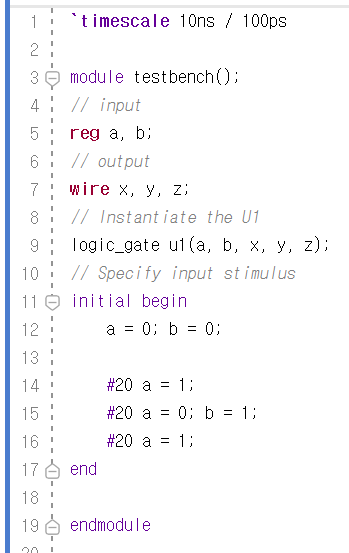 1 `timescale 10ns / 100ps
2
3 module testbench();
4 // input
5 reg a, b;
6 // output
7 wire x, y, z;
8 // Instantiate the U1
9 logic_gate u1(a, b, x, y, z);
10 // Specify input stimulus
11 initial begin
12 a = 0; b = 0;
13
14 #20 a = 1;
15 #20 a = 0; b = 1;
16 #20 a = 1;
17 end
18
19 endmodule
20